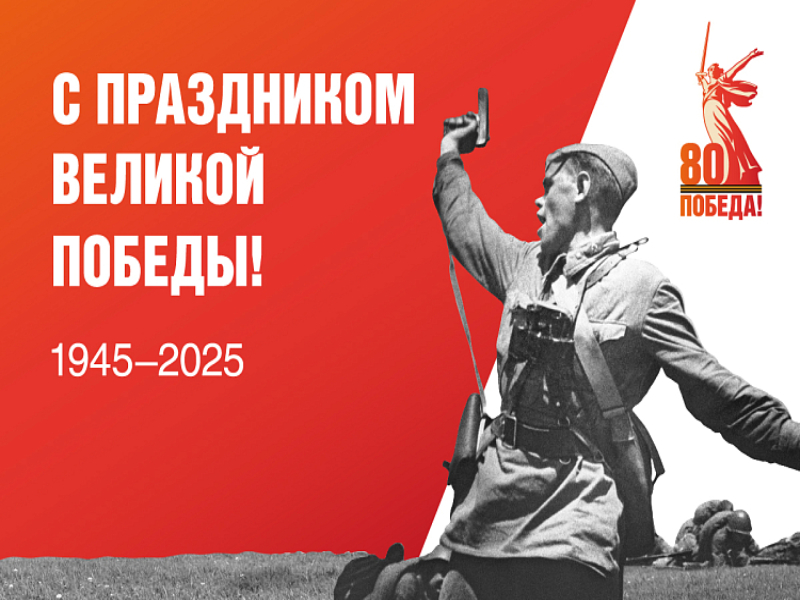 С ПРАЗДНИКОМ
ВЕЛИКОЙ
ПОБЕДЫ!
1945–2025
80
ПОБЕДА!